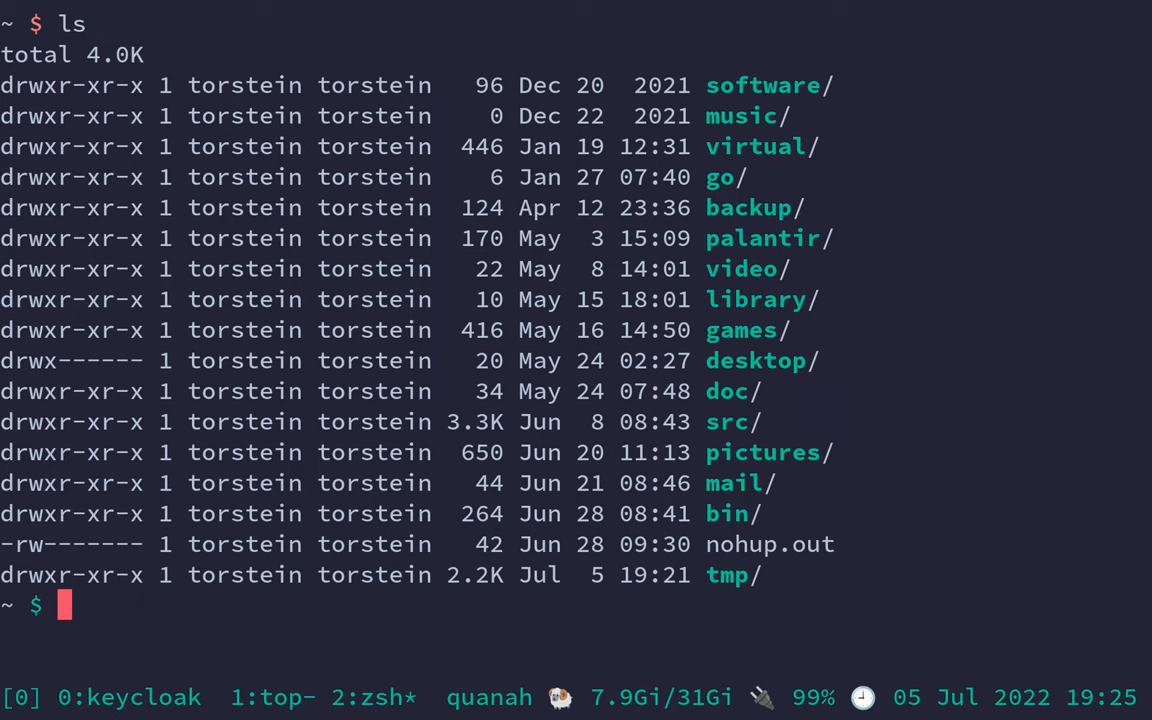 ~ $ ls
total 4.0K
drwxr-xr-x 1 torstein torstein   96 Dec 20  2021 software/
drwxr-xr-x 1 torstein torstein    0 Dec 22  2021 music/
drwxr-xr-x 1 torstein torstein  446 Jan 19 12:31 virtual/
drwxr-xr-x 1 torstein torstein    6 Jan 27 07:40 go/
drwxr-xr-x 1 torstein torstein  124 Apr 12 23:36 backup/
drwxr-xr-x 1 torstein torstein  170 May  3 15:09 palantir/
drwxr-xr-x 1 torstein torstein   22 May  8 14:01 video/
drwxr-xr-x 1 torstein torstein   10 May 15 18:01 library/
drwxr-xr-x 1 torstein torstein  416 May 16 14:50 games/
drwx------ 1 torstein torstein   20 May 24 02:27 desktop/
drwxr-xr-x 1 torstein torstein   34 May 24 07:48 doc/
drwxr-xr-x 1 torstein torstein 3.3K Jun  8 08:43 src/
drwxr-xr-x 1 torstein torstein  650 Jun 20 11:13 pictures/
drwxr-xr-x 1 torstein torstein   44 Jun 21 08:46 mail/
drwxr-xr-x 1 torstein torstein  264 Jun 28 08:41 bin/
-rw------- 1 torstein torstein   42 Jun 28 09:30 nohup.out
drwxr-xr-x 1 torstein torstein 2.2K Jul  5 19:21 tmp/
~ $
[0] 0:keycloak  1:top- 2:zsh*  quanah 🐏 7.9Gi/31Gi 🔌 99% 🕘 05 Jul 2022 19:25